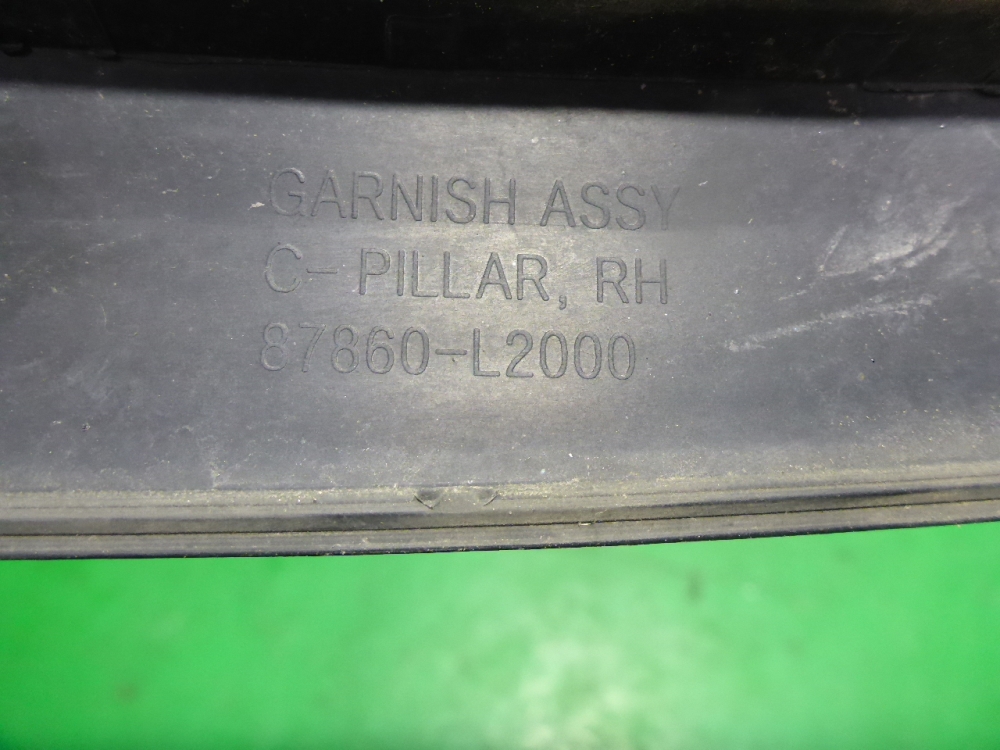 GARNISH ASSY
C-PILLAR, RH
87860-L2000